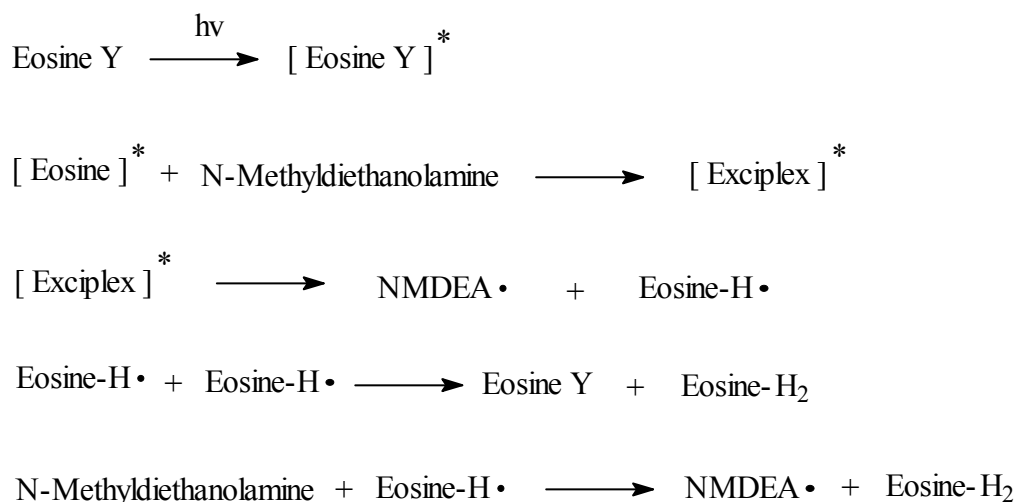 hv
Eosine Y [ Eosine Y ]*
[ Eosine ]* + N-Methyldiethanolamine [ Exciplex ]*
[ Exciplex ]* NMDEA• + Eosine-H•
Eosine-H• + Eosine-H• Eosine Y + Eosine-H₂
N-Methyldiethanolamine + Eosine-H• NMDEA• + Eosine-H₂